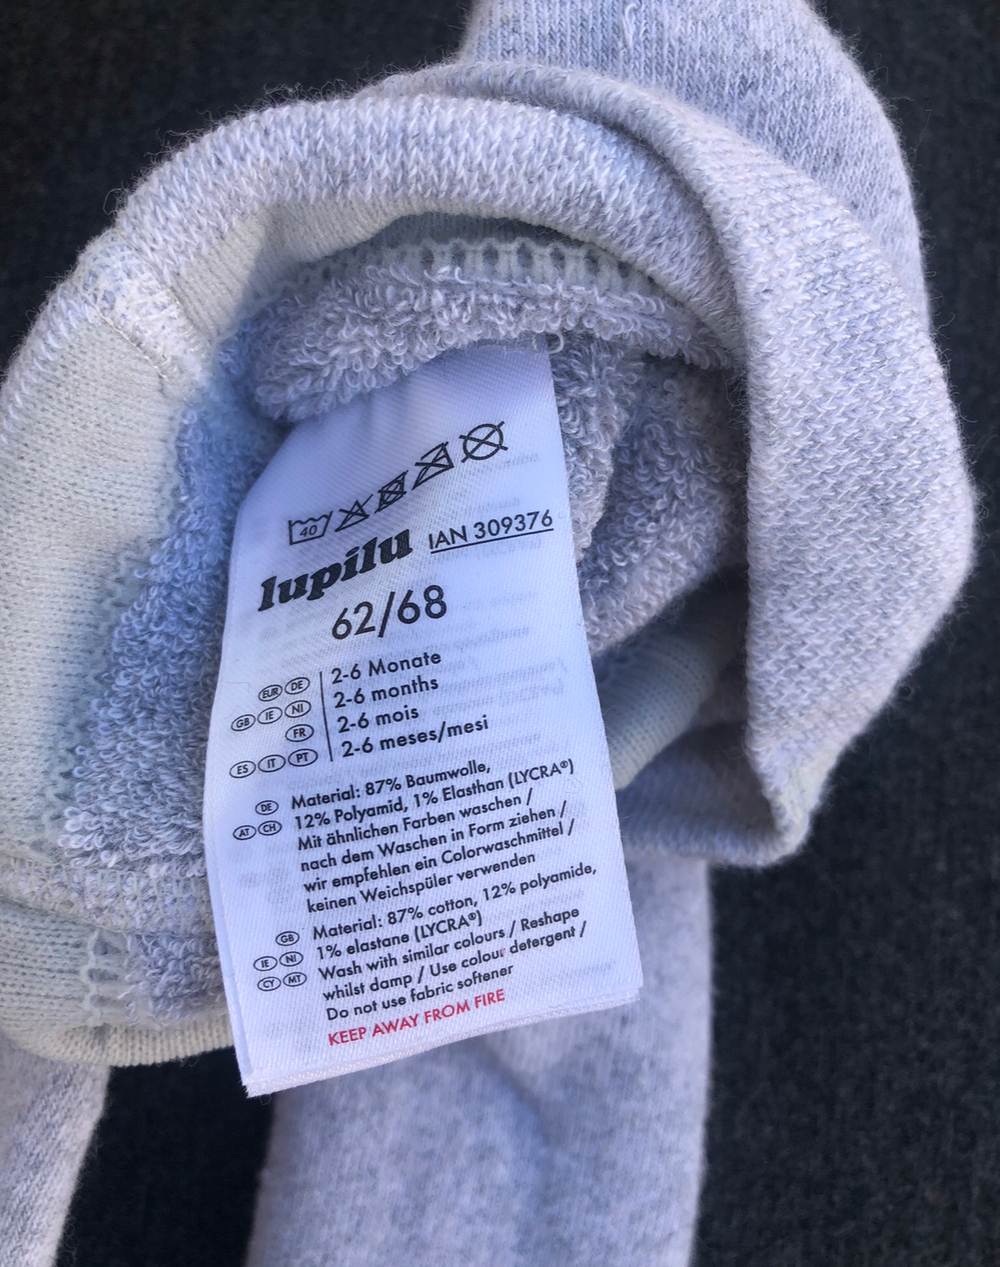 40
lupilu IAN 309376
62/68
EUR DE 2-6 Monate
GB IE NI 2-6 months
FR 2-6 mois
ES IT PT 2-6 meses/mesi
DE Material: 87% Baumwolle,
AT CH 12% Polyamid, 1% Elasthan (LYCRA®)
Mit ähnlichen Farben waschen /
nach dem Waschen in Form ziehen /
wir empfehlen ein Colorwaschmittel /
keinen Weichspüler verwenden
GB Material: 87% cotton, 12% polyamide,
IE NI 1% elastane (LYCRA®)
CY MT Wash with similar colours / Reshape
whilst damp / Use colour detergent /
Do not use fabric softener
KEEP AWAY FROM FIRE